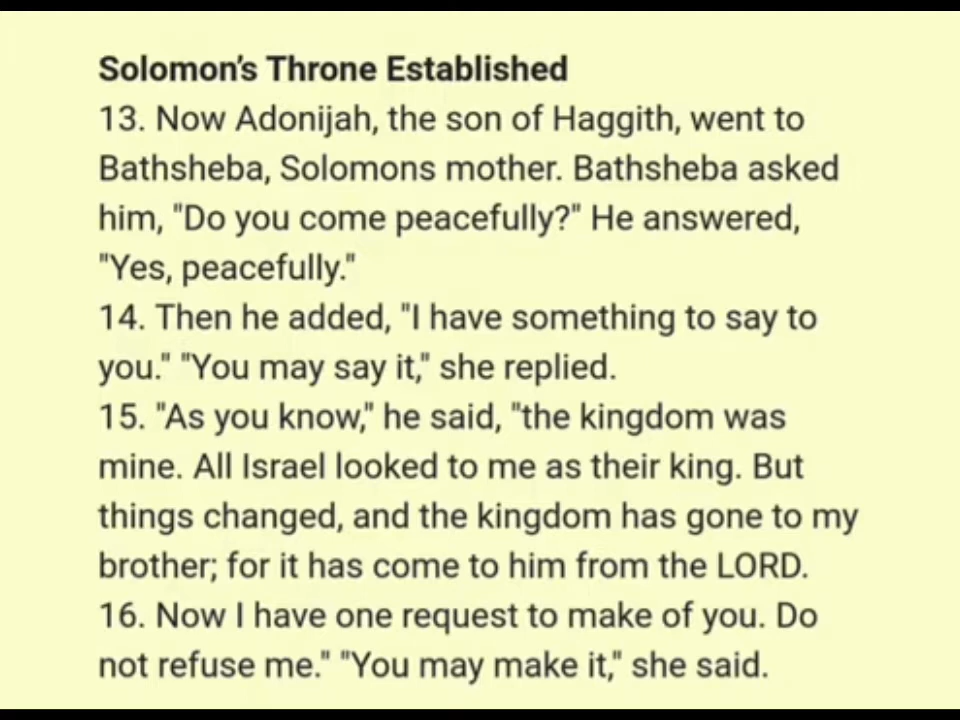 Solomon's Throne Established
13. Now Adonijah, the son of Haggith, went to
Bathsheba, Solomons mother. Bathsheba asked
him, "Do you come peacefully?" He answered,
"Yes, peacefully."
14. Then he added, "I have something to say to
you." "You may say it," she replied.
15. "As you know," he said, "the kingdom was
mine. All Israel looked to me as their king. But
things changed, and the kingdom has gone to my
brother; for it has come to him from the LORD.
16. Now I have one request to make of you. Do
not refuse me." "You may make it," she said.